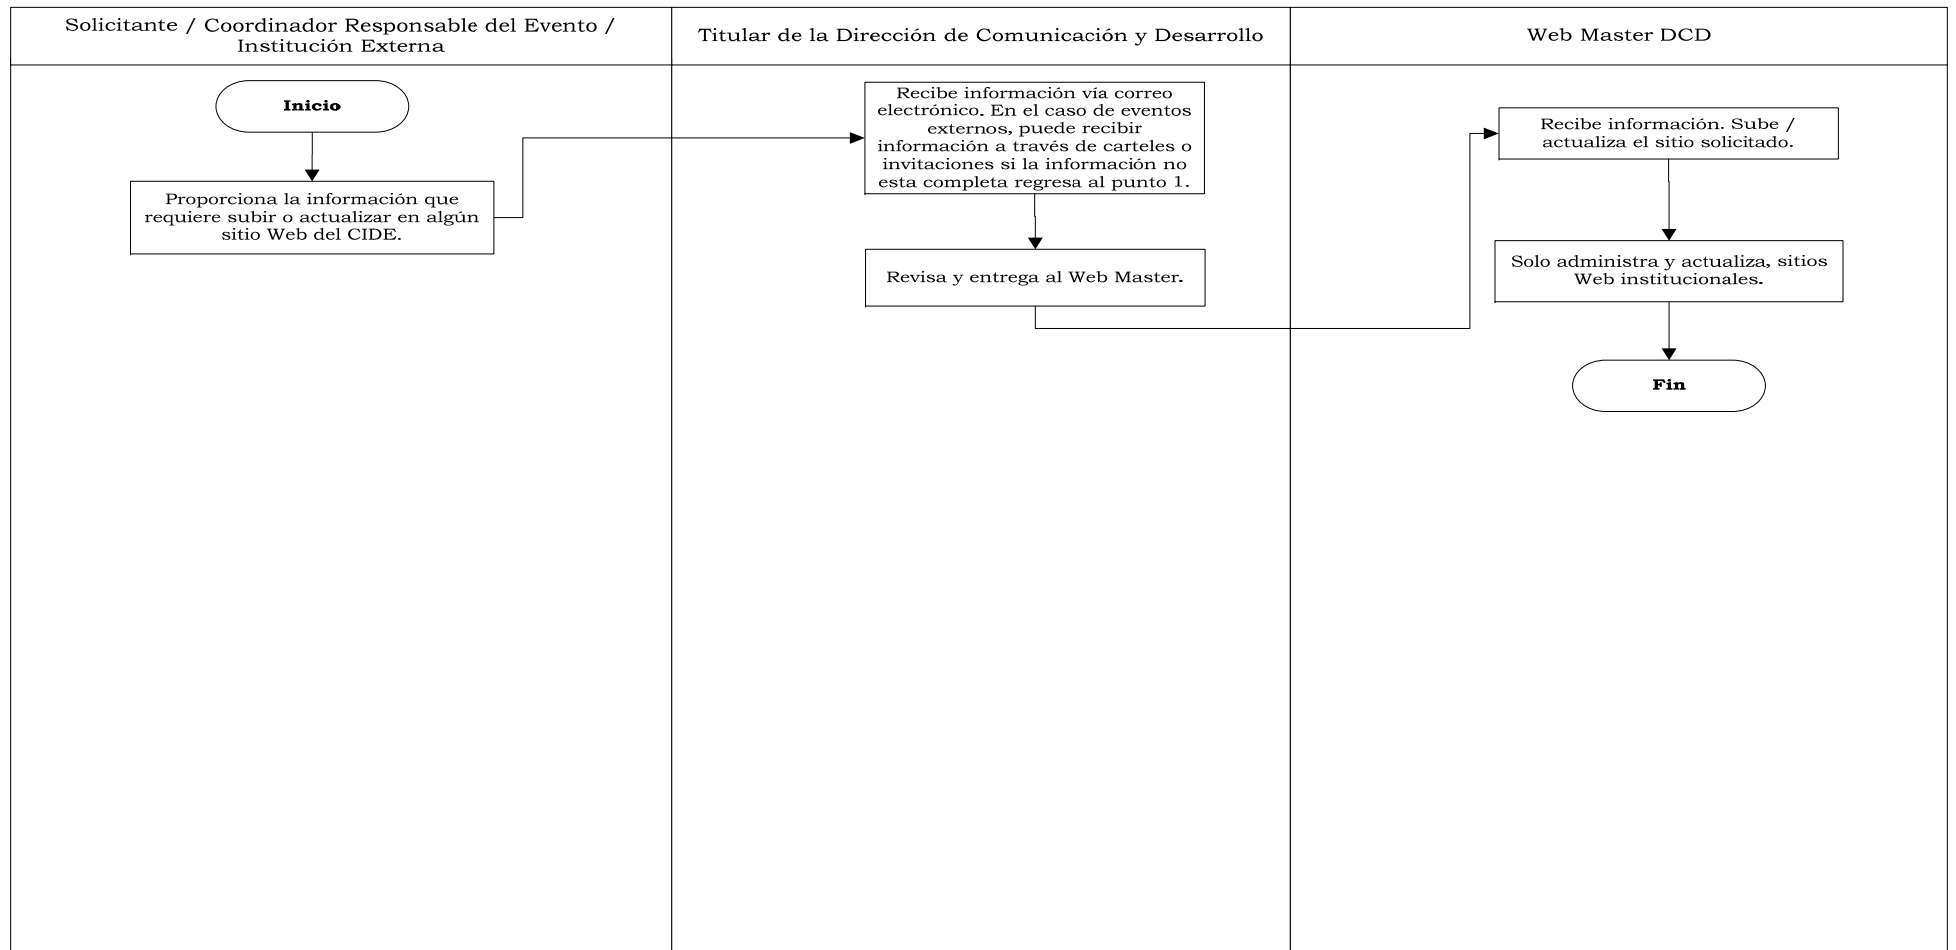 Solicitante / Coordinador Responsable del Evento /
Institución Externa
Titular de la Dirección de Comunicación y Desarrollo
Web Master DCD
Inicio
Proporciona la información que
requiere subir o actualizar en algún
sitio Web del CIDE.
Recibe información vía correo
electrónico. En el caso de eventos
externos, puede recibir
información a través de carteles o
invitaciones si la información no
esta completa regresa al punto 1.
Revisa y entrega al Web Master.
Recibe información. Sube /
actualiza el sitio solicitado.
Solo administra y actualiza, sitios
Web institucionales.
Fin